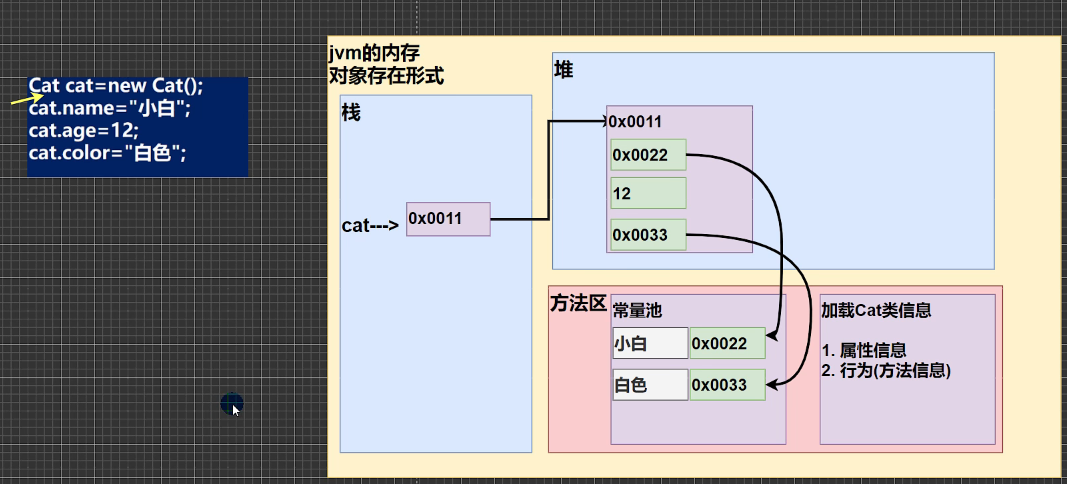 Cat cat=new Cat();
cat.name="小白";
cat.age=12;
cat.color="白色";
jvm的内存
对象存在形式
栈
cat--->
0x0011
堆
0x0011
0x0022
12
0x0033
方法区
常量池
小白
0x0022
白色
0x0033
加载Cat类信息
1. 属性信息
2. 行为(方法信息)